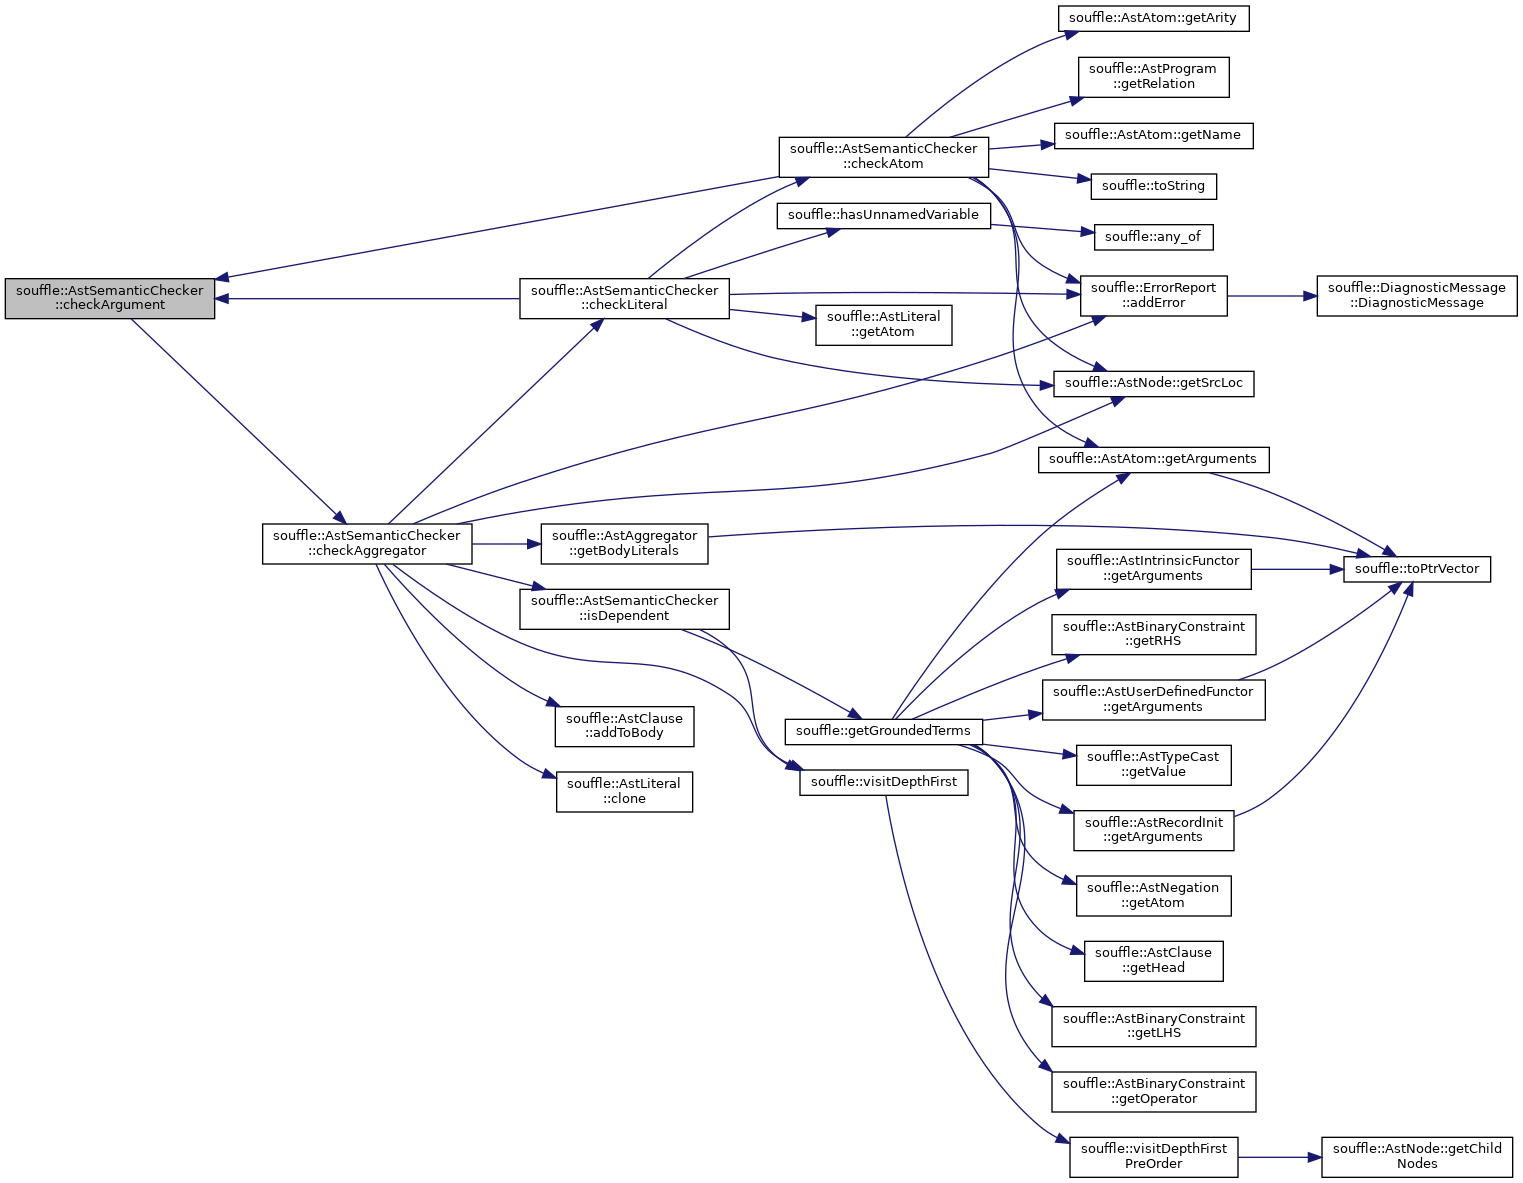 souffle::AstAtom::getArity
souffle::AstProgram
::getRelation
souffle::AstAtom::getName
souffle::AstSemanticChecker
::checkAtom
souffle::toString
souffle::hasUnnamedVariable
souffle::any_of
souffle::AstSemanticChecker
::checkArgument
souffle::AstSemanticChecker
::checkLiteral
souffle::ErrorReport
::addError
souffle::DiagnosticMessage
::DiagnosticMessage
souffle::AstLiteral
::getAtom
souffle::AstNode::getSrcLoc
souffle::AstAtom::getArguments
souffle::AstSemanticChecker
::checkAggregator
souffle::AstAggregator
::getBodyLiterals
souffle::AstIntrinsicFunctor
::getArguments
souffle::toPtrVector
souffle::AstSemanticChecker
::isDependent
souffle::AstBinaryConstraint
::getRHS
souffle::AstUserDefinedFunctor
::getArguments
souffle::AstClause
::addToBody
souffle::getGroundedTerms
souffle::AstTypeCast
::getValue
souffle::AstLiteral
::clone
souffle::visitDepthFirst
souffle::AstRecordInit
::getArguments
souffle::AstNegation
::getAtom
souffle::AstClause
::getHead
souffle::AstBinaryConstraint
::getLHS
souffle::AstBinaryConstraint
::getOperator
souffle::visitDepthFirst
PreOrder
souffle::AstNode::getChild
Nodes